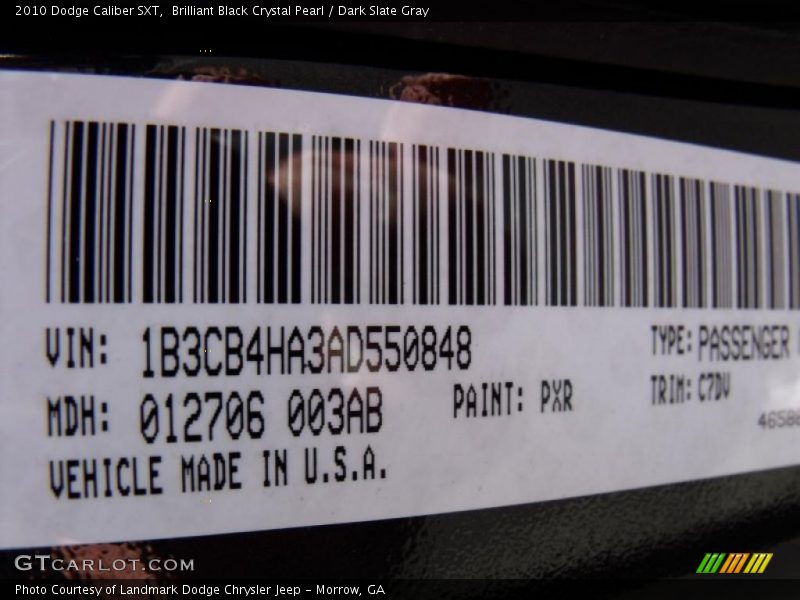 2010 Dodge Caliber SXT,  Brilliant Black Crystal Pearl / Dark Slate Gray
VIN: 1B3CB4HA3AD550848 TYPE: PASSENGER
MDH: 012706 003AB PAINT: PXR TRIM: C7DV
VEHICLE MADE IN U.S.A.
GTCARLOT.COM
Photo Courtesy of Landmark Dodge Chrysler Jeep – Morrow, GA